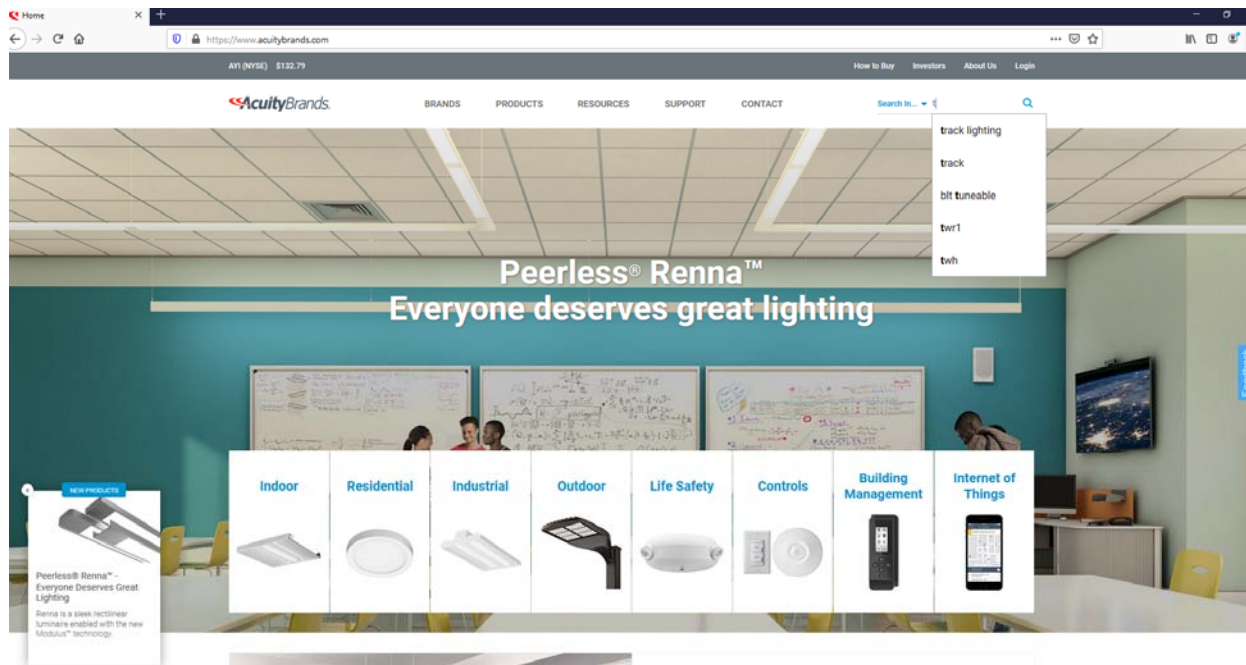 Home
https://www.acuitybrands.com
AYI (NYSE) $132.79
How to Buy Investors About Us Login
AcuityBrands.
BRANDS PRODUCTS RESOURCES SUPPORT CONTACT
Search In... t
track lighting
track
blt tuneable
twr1
twh
Peerless® Renna™
Everyone deserves great lighting
Feedback
Indoor
Residential
Industrial
Outdoor
Life Safety
Controls
Building
Management
Internet of
Things
NEW PRODUCTS
Peerless® Renna™ -
Everyone Deserves Great
Lighting
Renna is a sleek rectilinear
luminaire enabled with the new
Modulus™ technology.